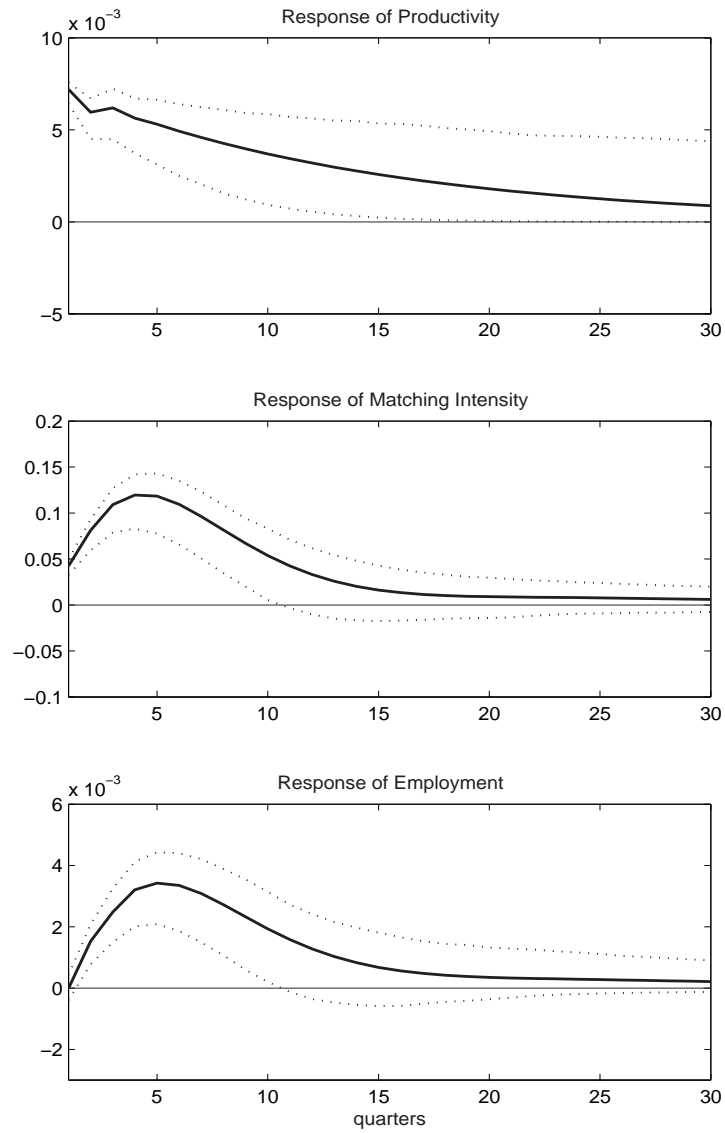 Response of Productivity
x 10⁻³
10
5
0
−5
5 10 15 20 25 30
Response of Matching Intensity
0.2
0.15
0.1
0.05
0
−0.05
−0.1
5 10 15 20 25 30
Response of Employment
x 10⁻³
6
4
2
0
−2
5 10 15 20 25 30
quarters